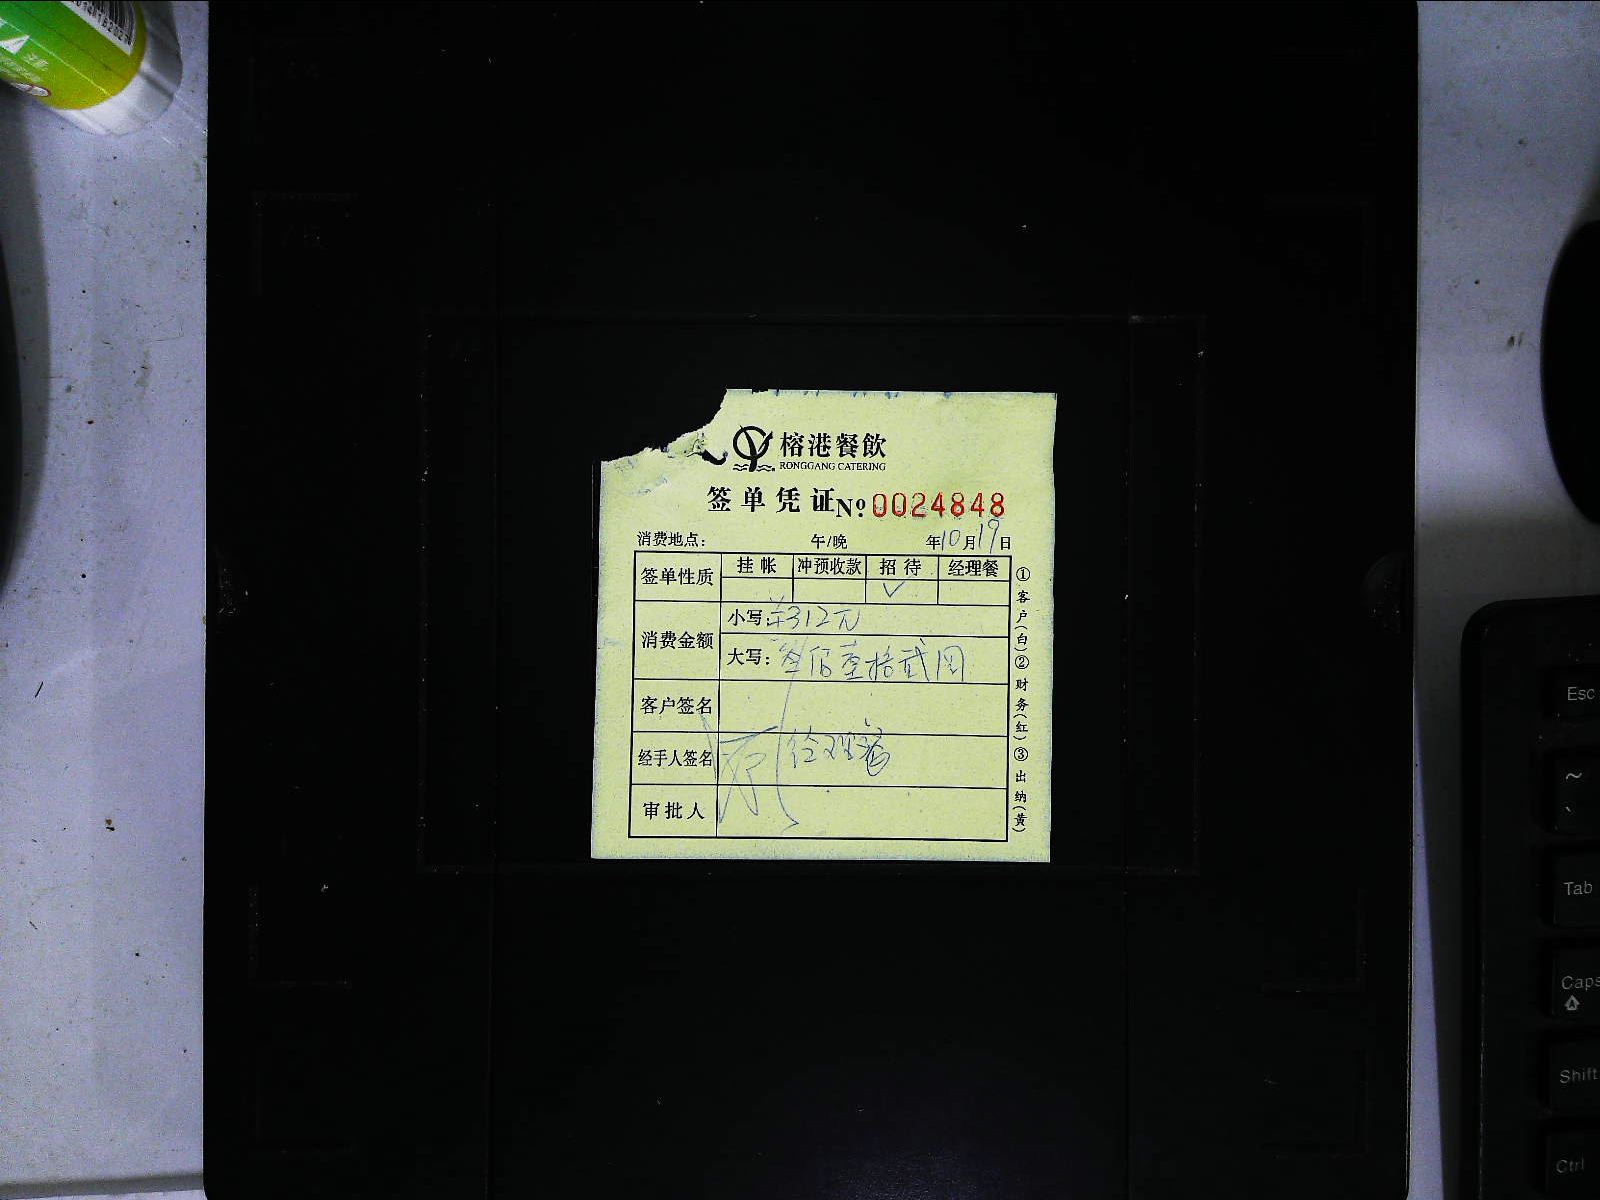 榕港餐飲
RONGGANG CATERING
签单凭证 №0024848
消费地点: 午/晚 年10月19日
签单性质 挂帐 冲预收款 招待 经理餐
✓
消费金额 小写:¥312元
大写:叁佰壹拾贰圆
客户签名
经手人签名
审批人
①客户(白)②财务(红)③出纳(黄)
Esc
~
`
Tab
Caps
Shift
Ctrl